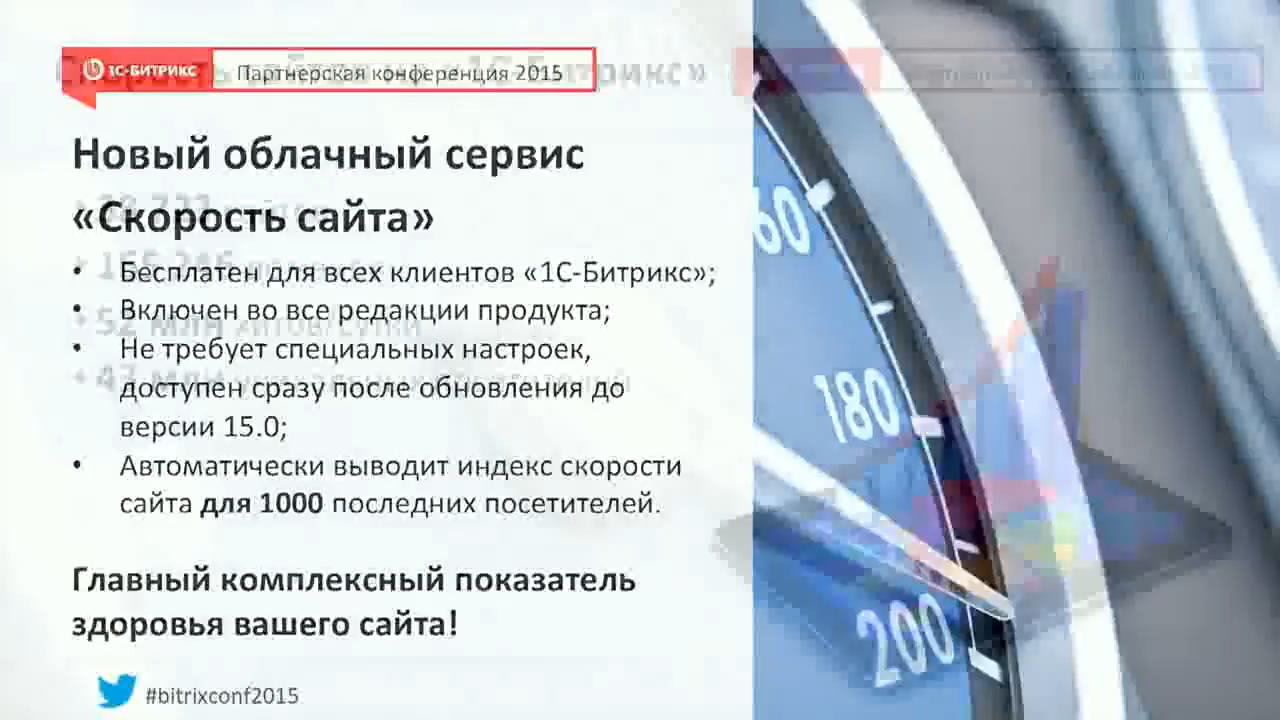 1С-БИТРИКС Партнерская конференция 2015
Новый облачный сервис
«Скорость сайта»
• Бесплатен для всех клиентов «1С-Битрикс»;
• Включен во все редакции продукта;
• Не требует специальных настроек,
доступен сразу после обновления до
версии 15.0;
• Автоматически выводит индекс скорости
сайта для 1000 последних посетителей.
Главный комплексный показатель
здоровья вашего сайта!
#bitrixconf2015
60
180
200